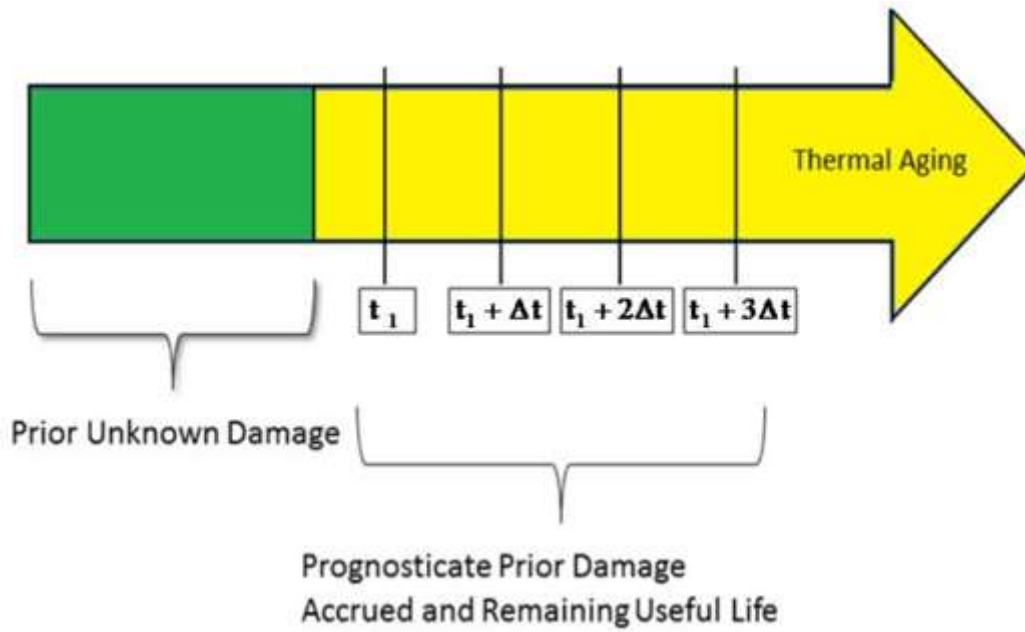 Thermal Aging
t₁
t₁ + Δt
t₁ + 2Δt
t₁ + 3Δt
Prior Unknown Damage
Prognosticate Prior Damage
Accrued and Remaining Useful Life